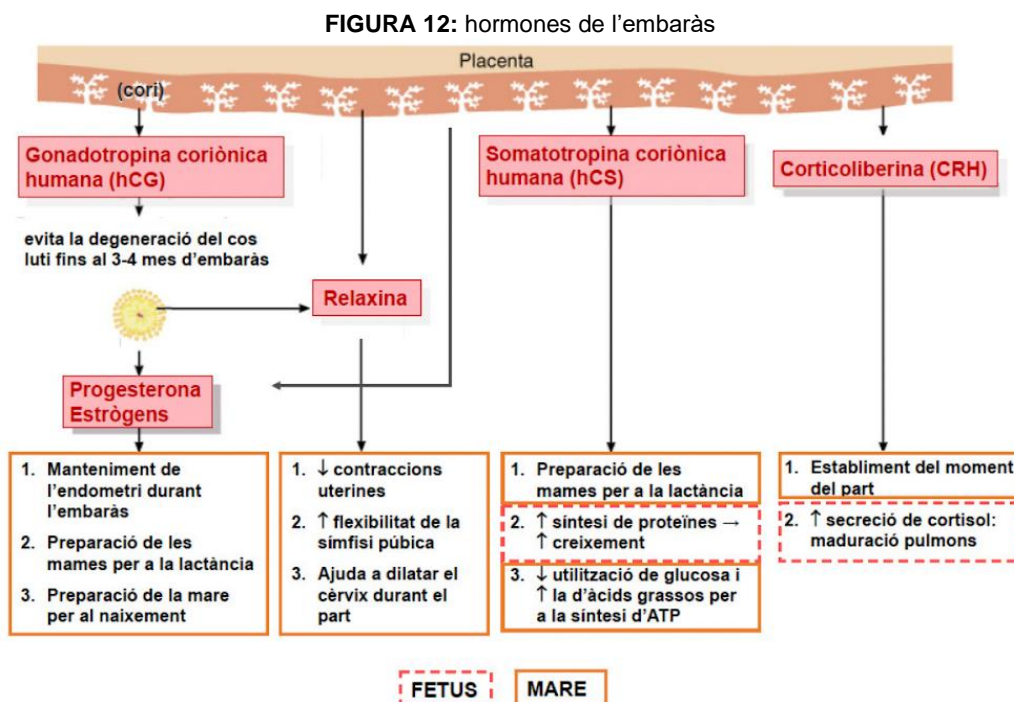 FIGURA 12: hormones de l'embaràs
Placenta
(cori)
Gonadotropina coriònica
humana (hCG)
evita la degeneració del cos
luti fins al 3-4 mes d'embaràs
Relaxina
Progesterona
Estrògens
Somatotropina coriònica
humana (hCS)
Corticoliberina (CRH)
1. Manteniment de
l'endometri durant
l'embaràs
2. Preparació de les
mames per a la lactància
3. Preparació de la mare
per al naixement
1. ↓ contraccions
uterines
2. ↑ flexibilitat de la
símfisi púbica
3. Ajuda a dilatar el
cèrvix durant el
part
1. Preparació de les
mames per a la lactància
2. ↑ síntesi de proteïnes →
↑ creixement
3. ↓ utilització de glucosa i
↑ la d'àcids grassos per
a la síntesi d'ATP
1. Establiment del moment
del part
2. ↑ secreció de cortisol:
maduració pulmons
FETUS
MARE